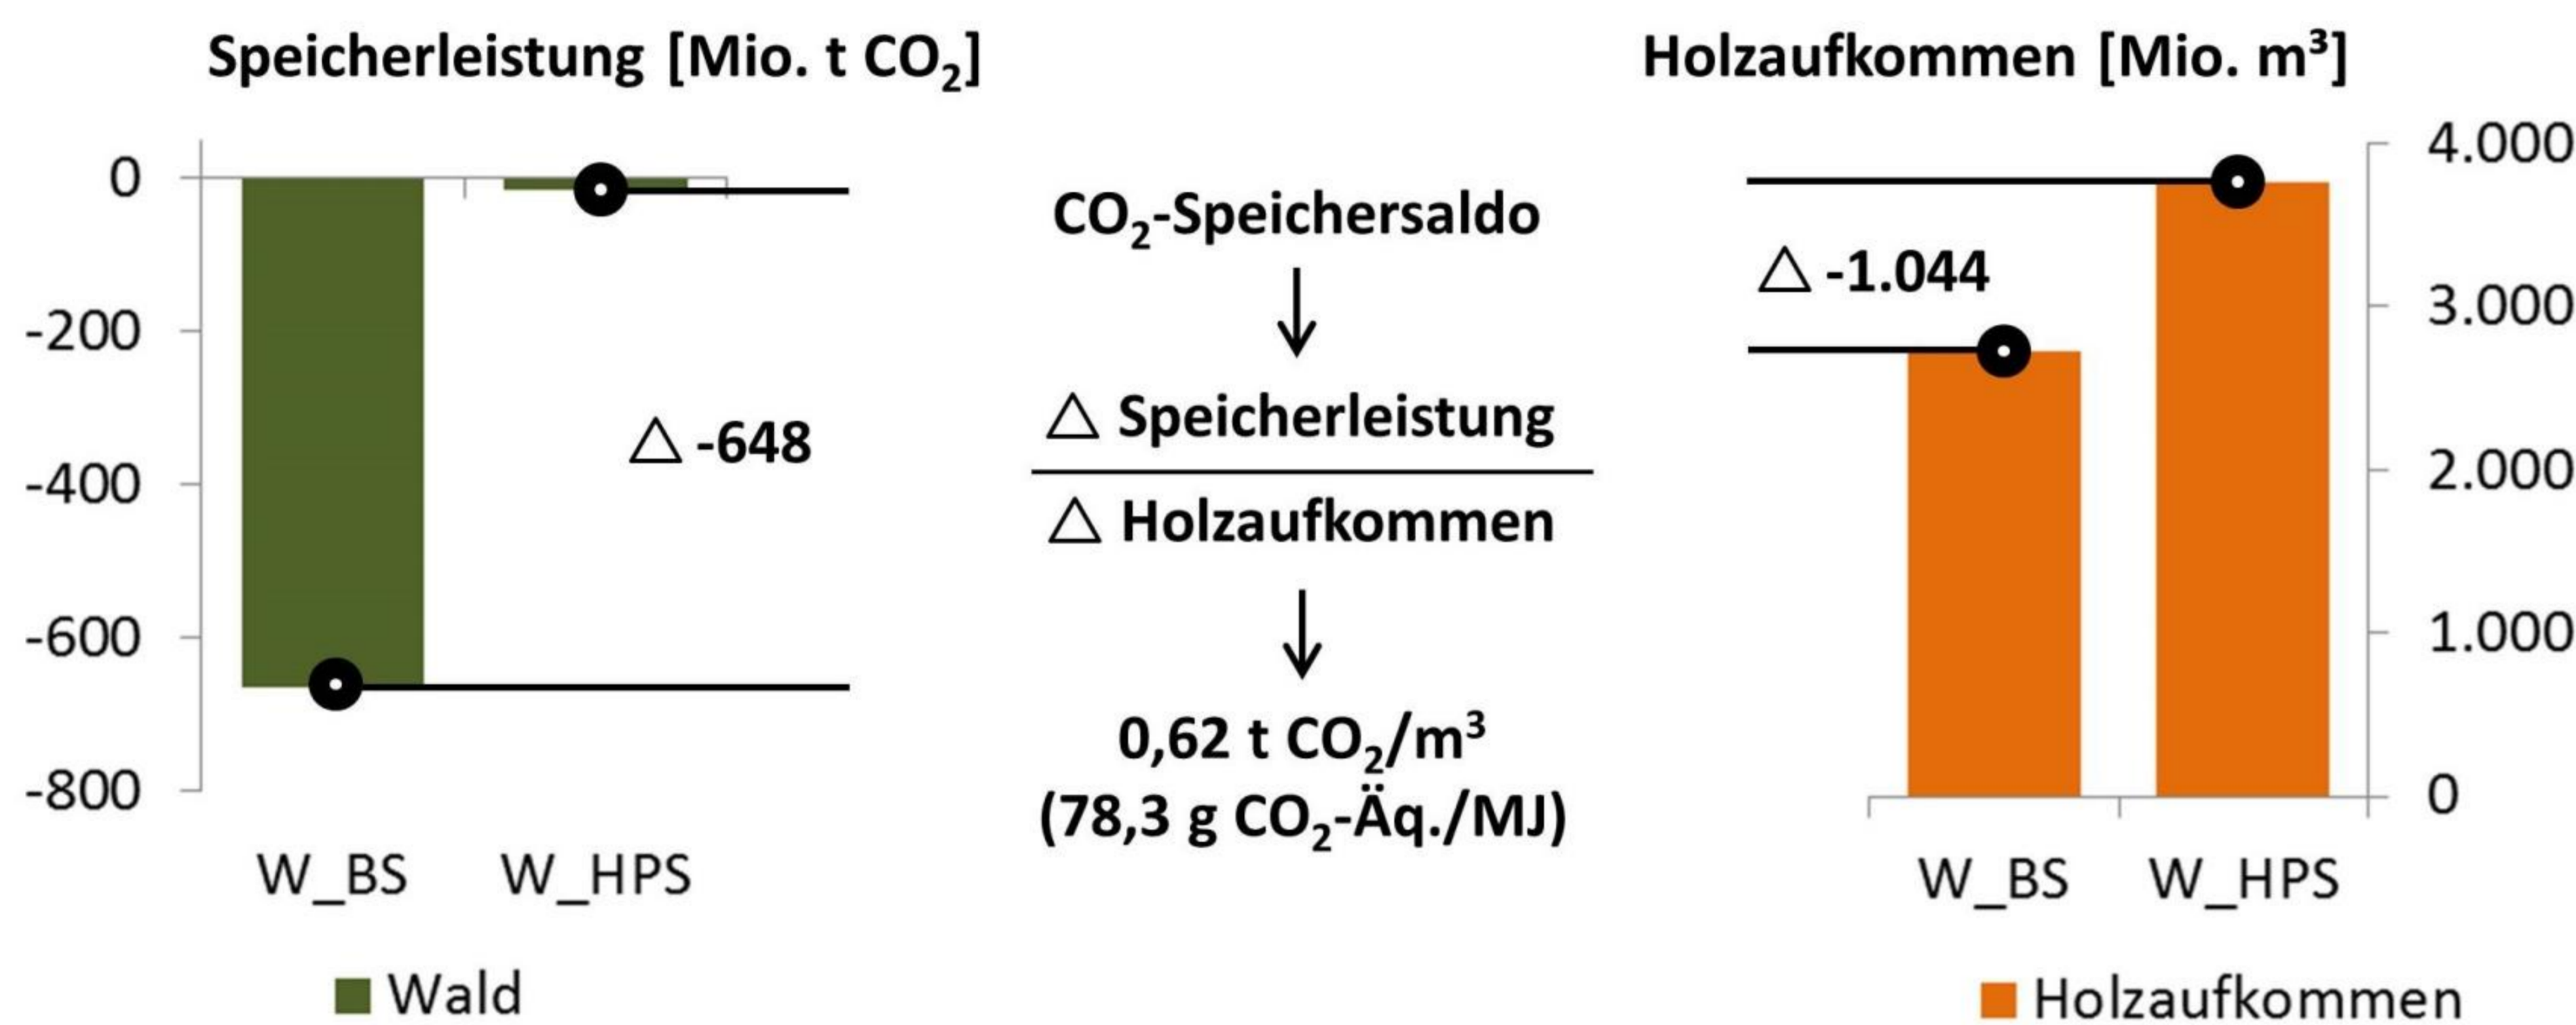 Speicherleistung [Mio. t CO₂]
0
-200
-400
-600
-800
△ -648
W_BS W_HPS
Wald
CO₂-Speichersaldo
△ Speicherleistung
△ Holzaufkommen
0,62 t CO₂/m³
(78,3 g CO₂-Äq./MJ)
Holzaufkommen [Mio. m³]
4.000
3.000
2.000
1.000
0
△ -1.044
W_BS W_HPS
Holzaufkommen